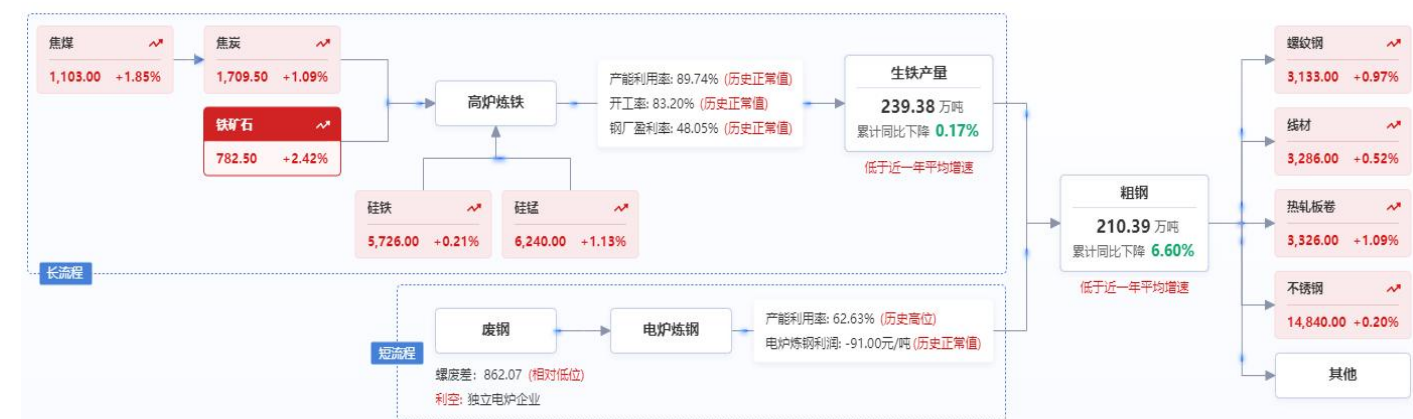 焦煤
1,103.00 +1.85%
焦炭
1,709.50 +1.09%
铁矿石
782.50 +2.42%
高炉炼铁
硅铁
5,726.00 +0.21%
硅锰
6,240.00 +1.13%
产能利用率: 89.74% (历史正常值)
开工率: 83.20% (历史正常值)
钢厂盈利率: 48.05% (历史正常值)
生铁产量
239.38 万吨
累计同比下降 0.17%
低于近一年平均增速
长流程
废钢
螺废差: 862.07 (相对低位)
利空: 独立电炉企业
电炉炼钢
产能利用率: 62.63% (历史高位)
电炉炼钢利润: -91.00元/吨 (历史正常值)
短流程
粗钢
210.39 万吨
累计同比下降 6.60%
低于近一年平均增速
螺纹钢
3,133.00 +0.97%
线材
3,286.00 +0.52%
热轧板卷
3,326.00 +1.09%
不锈钢
14,840.00 +0.20%
其他